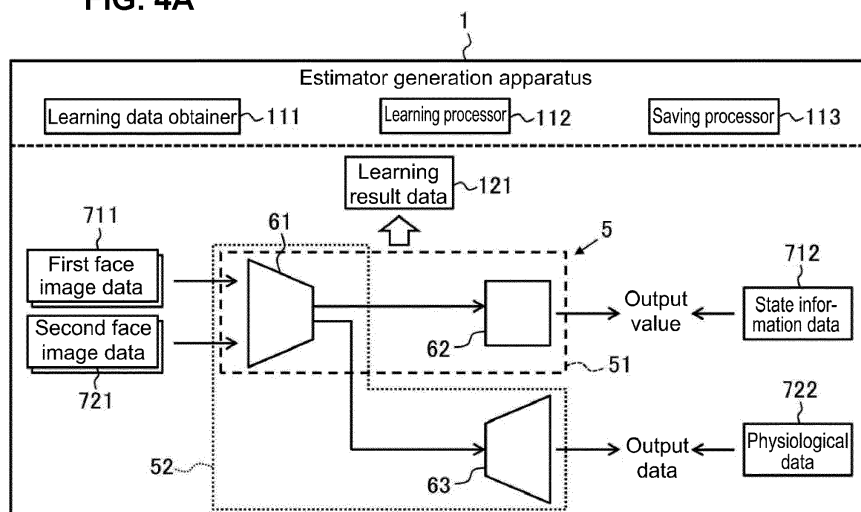 FIG. 4A
1
Estimator generation apparatus
Learning data obtainer 111
Learning processor 112
Saving processor 113
Learning
result data
121
711
61
5
712
First face
image data
Second face
image data
721
62
Output
value
State infor-
mation data
51
722
52
63
Output
data
Physiological
data